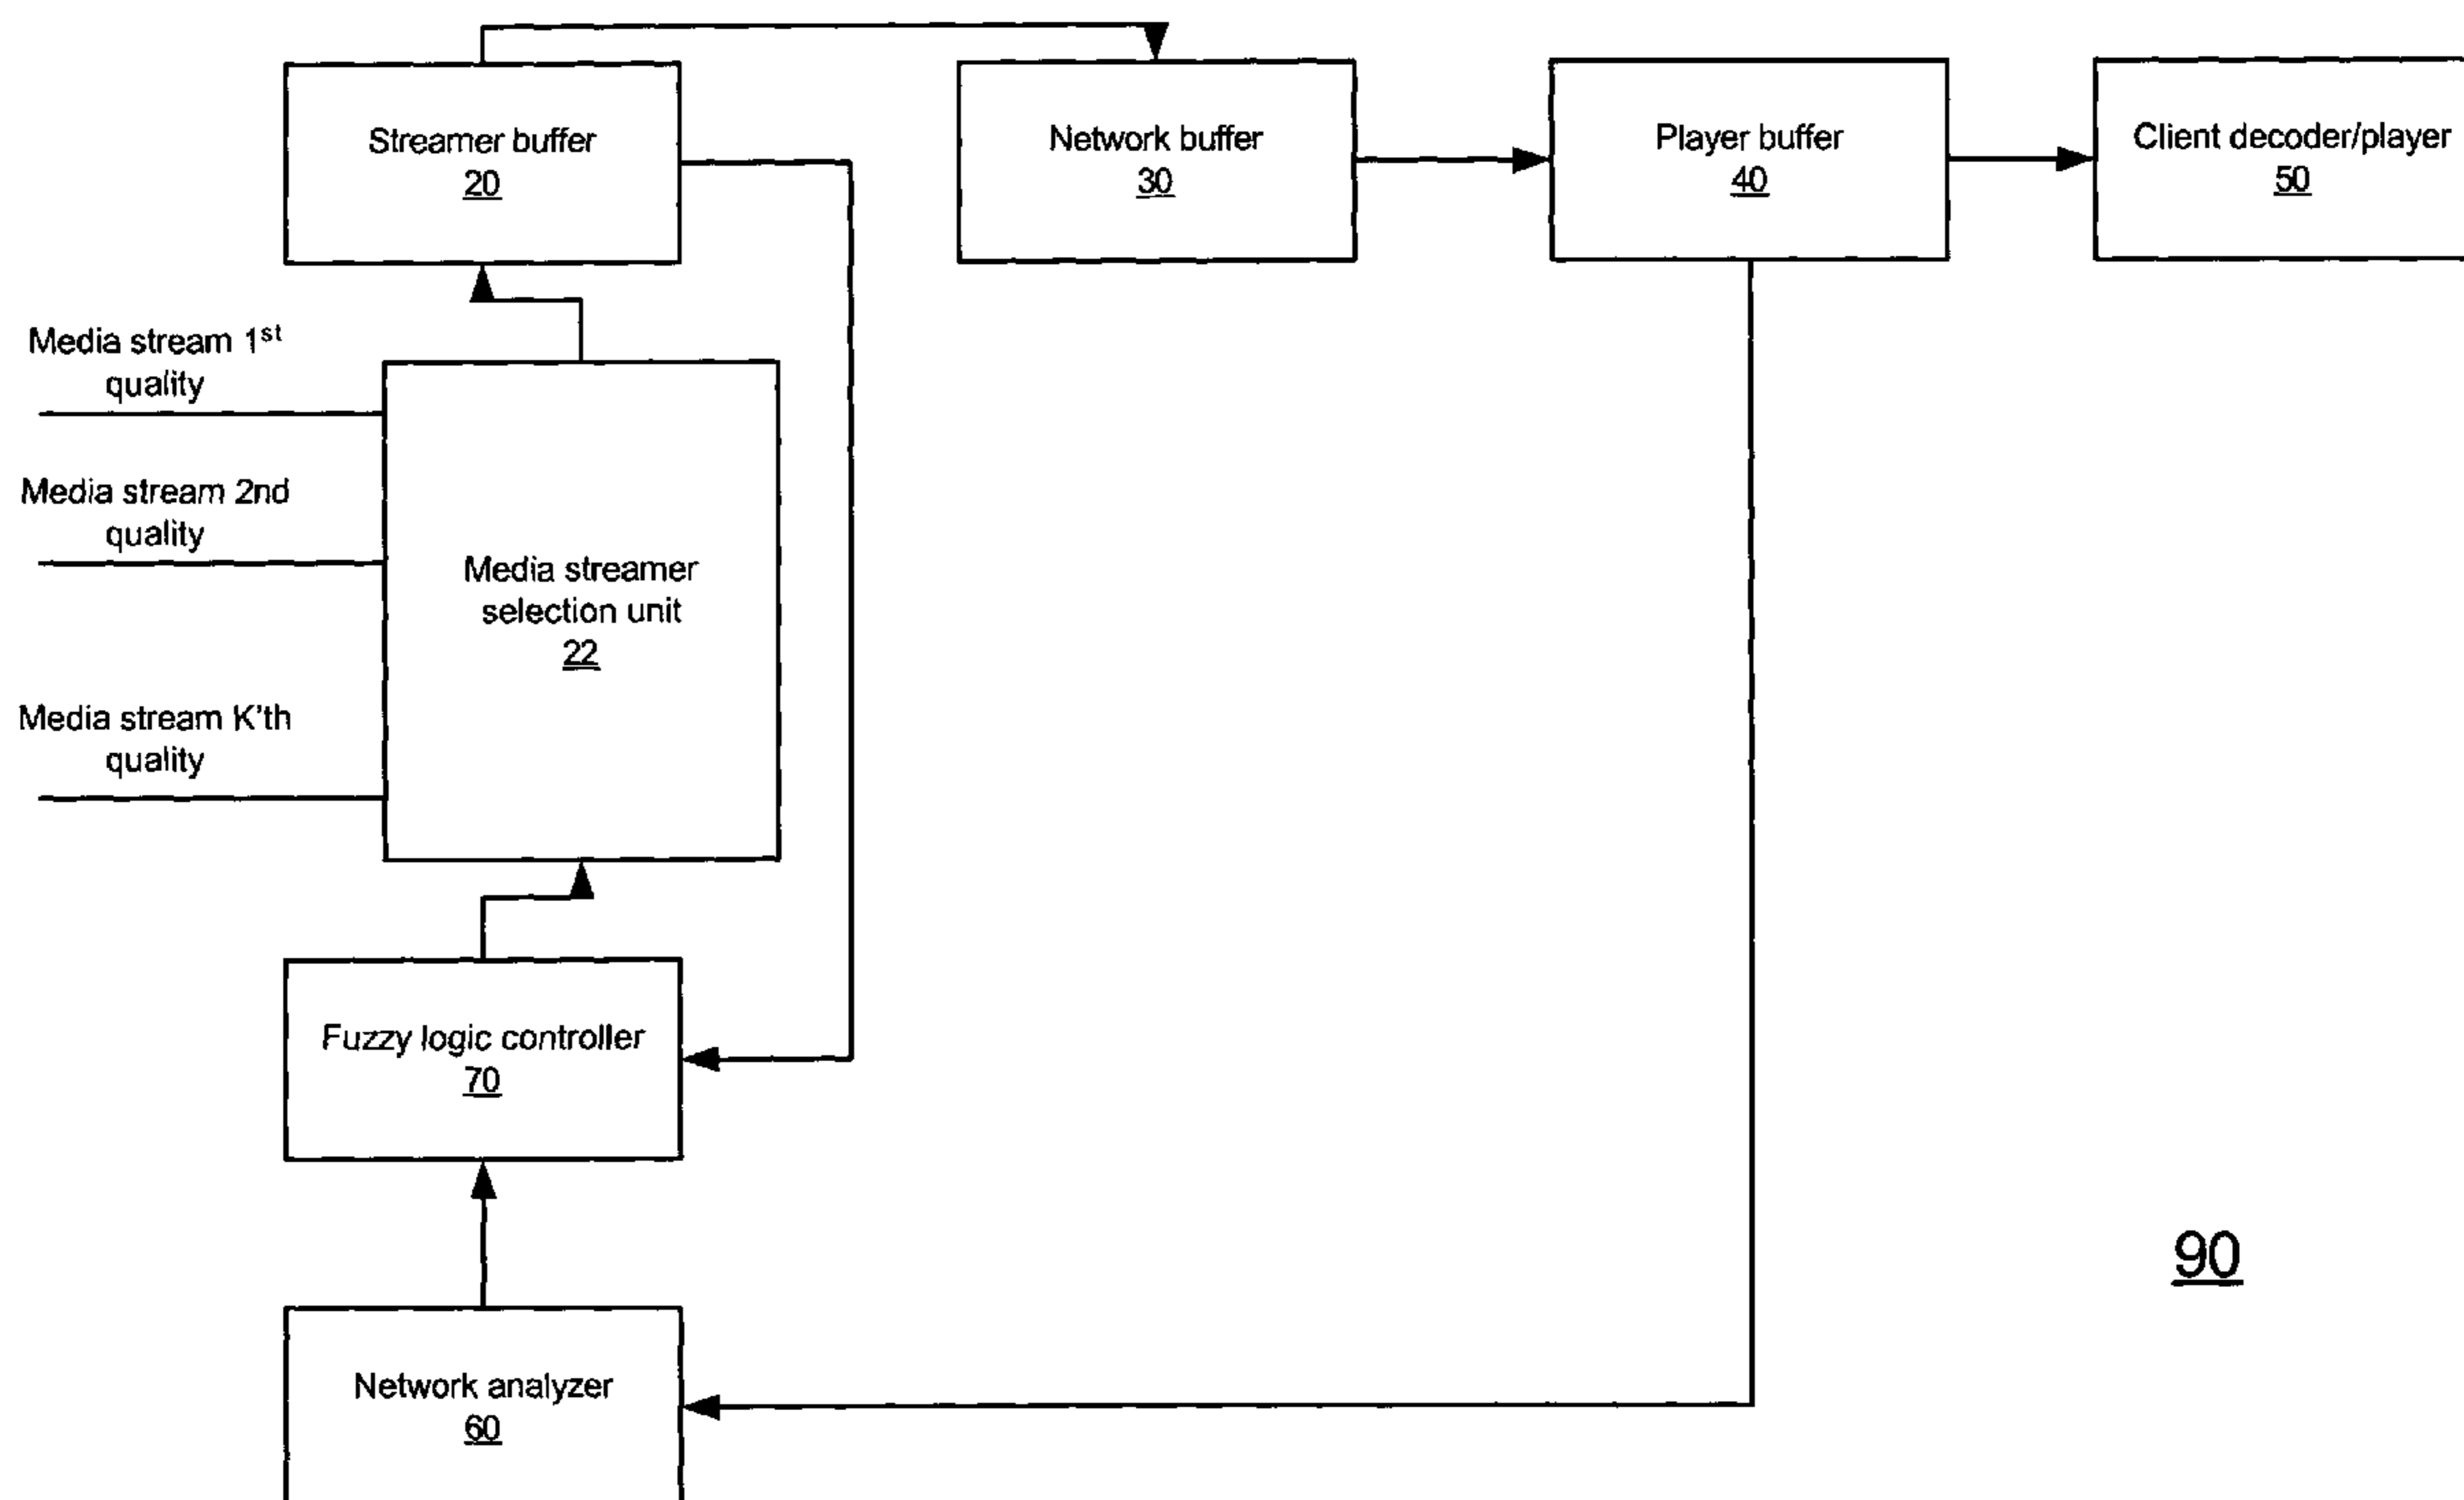 Streamer buffer
20
Network buffer
30
Player buffer
40
Client decoder/player
50
Media stream 1st
quality
Media stream 2nd
quality
Media stream K'th
quality
Media streamer
selection unit
22
Fuzzy logic controller
70
Network analyzer
60
90